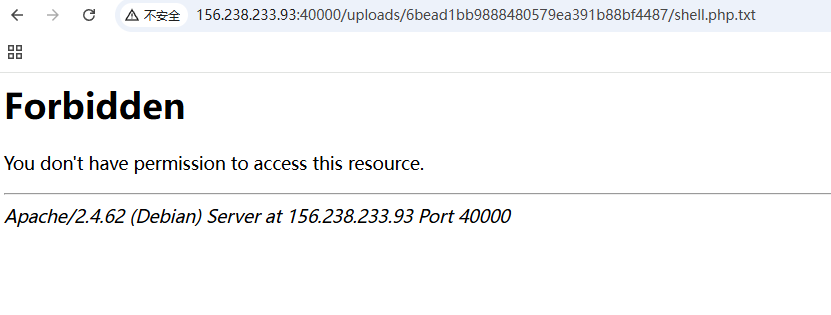 不安全 156.238.233.93:40000/uploads/6bead1bb9888480579ea391b88bf4487/shell.php.txt
Forbidden
You don't have permission to access this resource.
Apache/2.4.62 (Debian) Server at 156.238.233.93 Port 40000